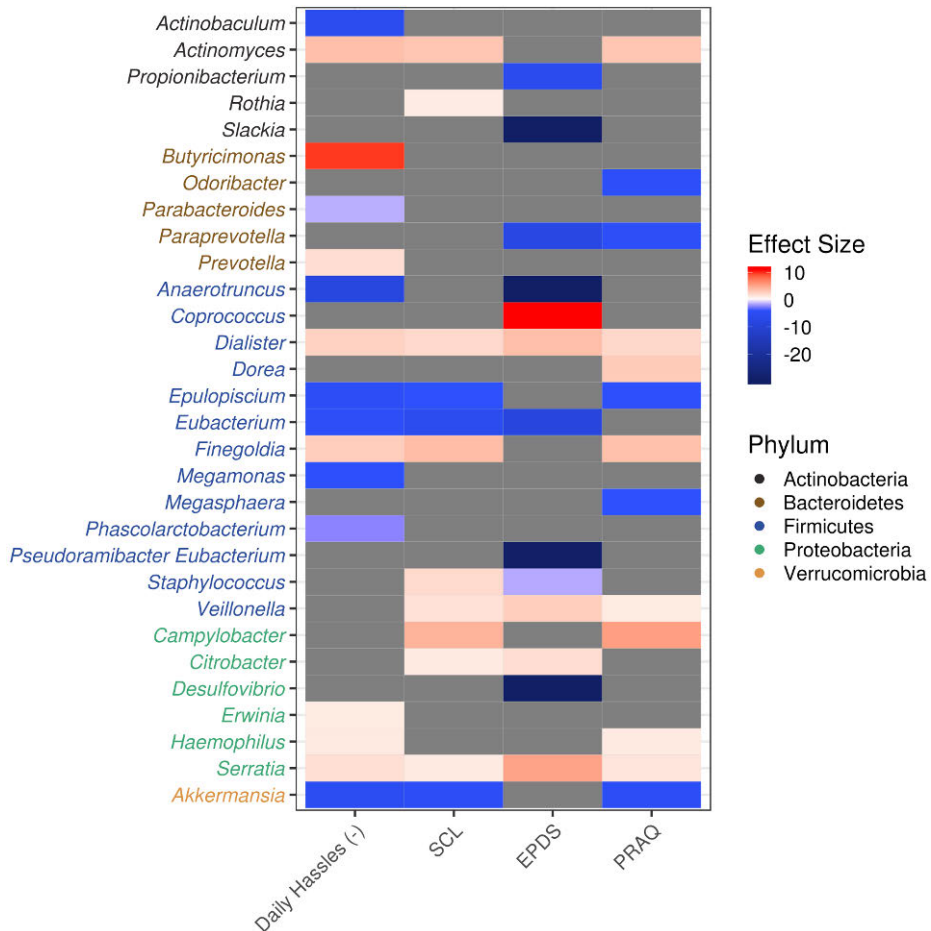 Actinobaculum
Actinomyces
Propionibacterium
Rothia
Slackia
Butyricimonas
Odoribacter
Parabacteroides
Paraprevotella
Prevotella
Anaerotruncus
Coprococcus
Dialister
Dorea
Epulopiscium
Eubacterium
Finegoldia
Megamonas
Megasphaera
Phascolarctobacterium
Pseudoramibacter Eubacterium
Staphylococcus
Veillonella
Campylobacter
Citrobacter
Desulfovibrio
Erwinia
Haemophilus
Serratia
Akkermansia
Daily Hassles (-)
SCL
EPDS
PRAQ
Effect Size
10
0
-10
-20
Phylum
Actinobacteria
Bacteroidetes
Firmicutes
Proteobacteria
Verrucomicrobia